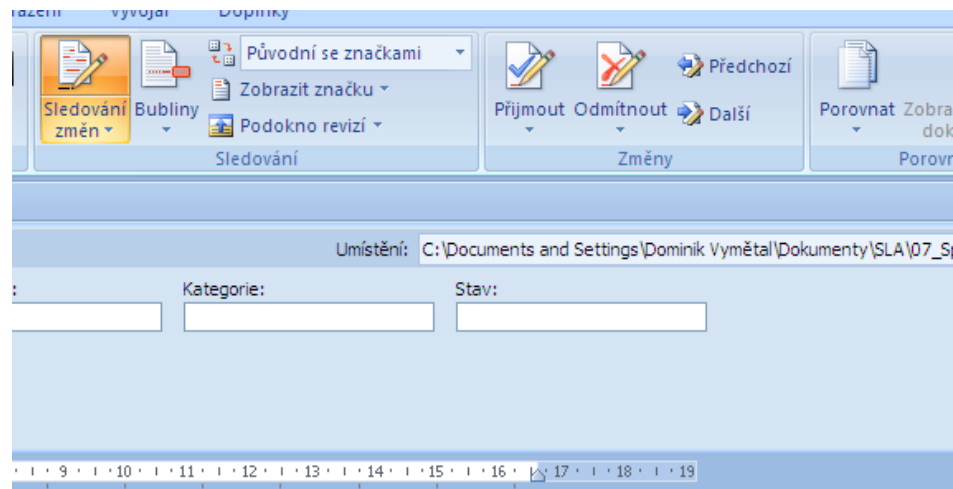 Vývojář Doplňky
Sledování změn
Bubliny
Původní se značkami
Zobrazit značku
Podokno revizí
Sledování
Přijmout
Odmítnout
Předchozí
Další
Změny
Porovnat
Umístění: C:\Documents and Settings\Dominik Vymětal\Dokumenty\SLA\07_S
Kategorie:
Stav:
9 10 11 12 13 14 15 16 17 18 19